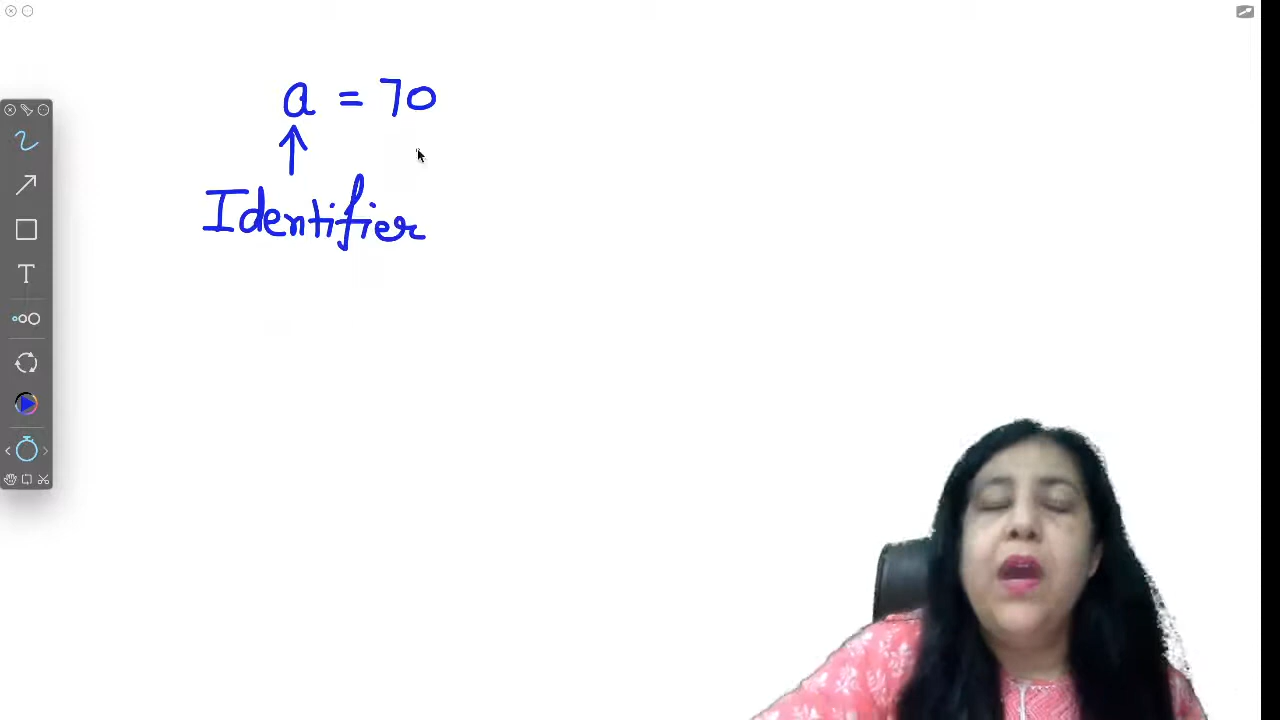 a = 70
↑
Identifier